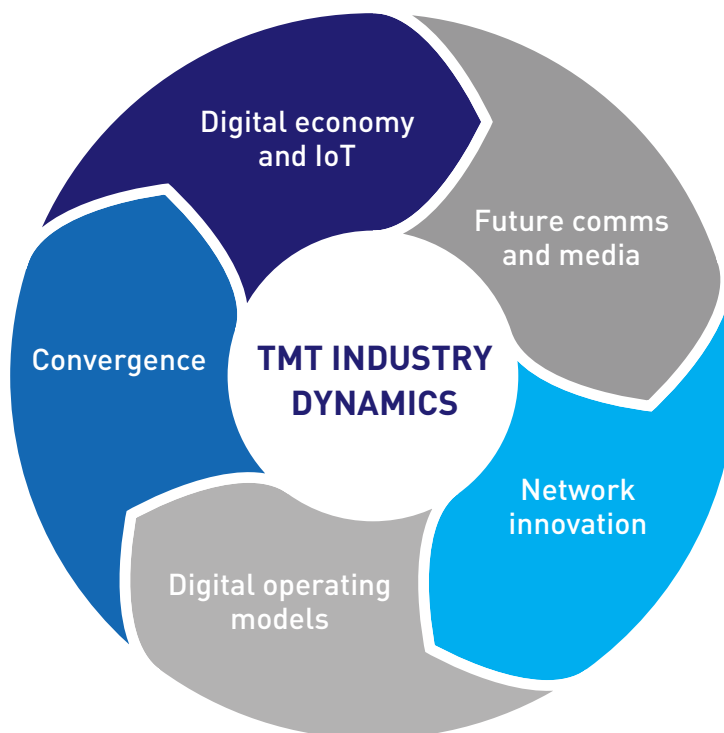 Digital economy
and IoT
Future comms
and media
Convergence
TMT INDUSTRY
DYNAMICS
Network
innovation
Digital operating
models